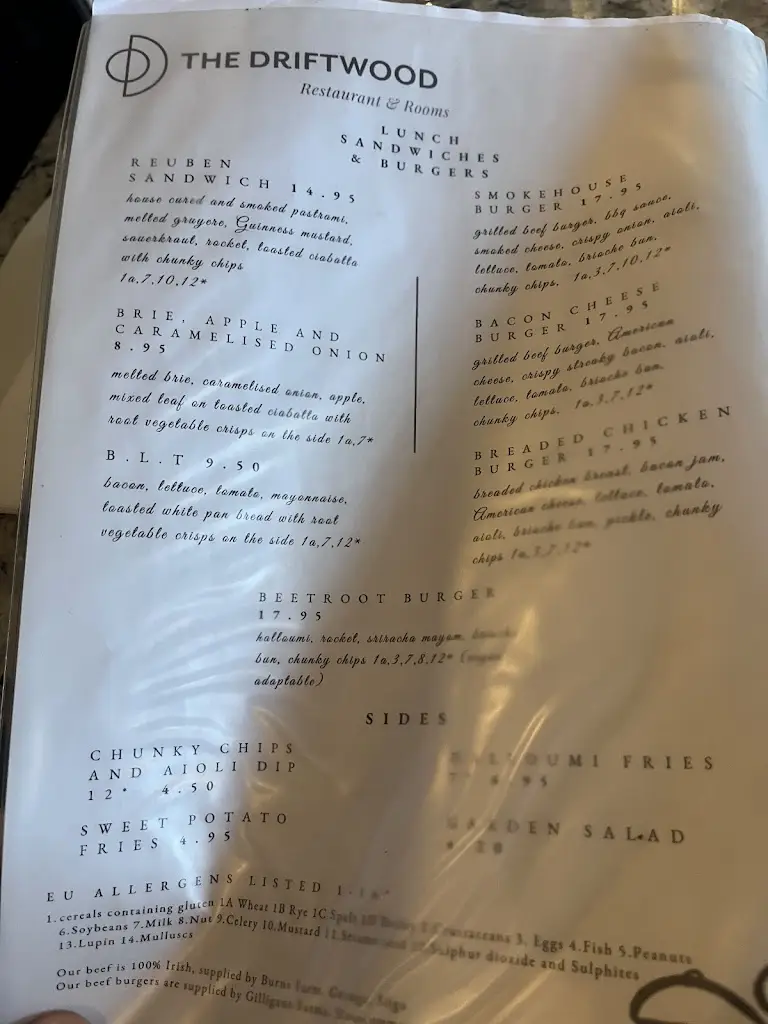 THE DRIFTWOOD
Restaurant & Rooms
LUNCH
SANDWICHES
& BURGERS
REUBEN
SANDWICH 14.95
house cured and smoked pastrami,
melted gruyere, Guinness mustard,
sauerkraut, rocket, toasted ciabatta
with chunky chips
1a,7,10,12*
BRIE, APPLE AND
CARAMELISED ONION
8.95
melted brie, caramelised onion, apple,
mixed leaf on toasted ciabatta with
root vegetable crisps on the side 1a,7*
B.L.T 9.50
bacon, lettuce, tomato, mayonnaise,
toasted white pan bread with root
vegetable crisps on the side 1a,7,12*
SMOKEHOUSE
BURGER 17.95
grilled beef burger, bbq sauce,
smoked cheese, crispy onion, aioli,
lettuce, tomato, brioche bun,
chunky chips. 1a,3,7,10,12*
BACON CHEESE
BURGER 17.95
grilled beef burger, American
cheese, crispy streaky bacon, aioli,
lettuce, tomato, brioche bun,
chunky chips. 1a,3,7,12*
BREADED CHICKEN
BURGER 17.95
breaded chicken breast, bacon jam,
American cheese, lettuce, tomato,
aioli, brioche bun, pickle, chunky
chips 1a,3,7,12*
BEETROOT BURGER
17.95
halloumi, rocket, sriracha mayo,
bun, chunky chips 1a,3,7,8,12*
adaptable)
SIDES
CHUNKY CHIPS
AND AIOLI DIP
12* 4.50
SWEET POTATO
FRIES 4.95
HALLOUMI FRIES
GARDEN SALAD
EU ALLERGENS LISTED
1. cereals containing gluten 1A Wheat 1B Rye 1C Spelt 3. Eggs 4.Fish 5.Peanuts
6.Soybeans 7.Milk 8.Nut 9.Celery 10.Mustard dioxide and Sulphites
13.Lupin 14.Mulluscs
Our beef is 100% Irish, supplied by Burns Farm,
Our beef burgers are supplied by Gilligans